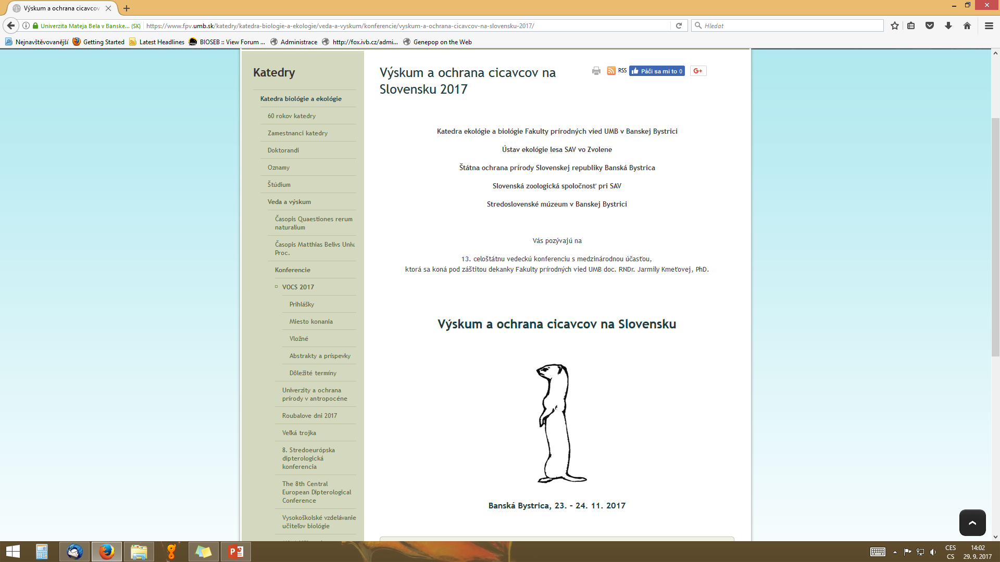 Výskum a ochrana cicavcov
Univerzita Mateja Bela v Banske... (SK)
https://www.fpv.umb.sk/katedry/katedra-biologie-a-ekologie/veda-a-vyskum/konferencie/vyskum-a-ochrana-cicavcov-na-slovensku-2017/
Hledat
Nejnavštěvovanější
Getting Started
Latest Headlines
BIOSEB :: View Forum ...
Administrace
http://fox.ivb.cz/admi...
Genepop on the Web
Katedry
Katedra biológie a ekológie
60 rokov katedry
Zamestnanci katedry
Doktorandi
Oznamy
Štúdium
Veda a výskum
Časopis Quaestiones rerum
naturalium
Časopis Matthias Belivs Univ.
Proc.
Konferencie
VOCS 2017
Prihlášky
Miesto konania
Vložné
Abstrakty a príspevky
Dôležité termíny
Univerzity a ochrana
prírody v antropocéne
Roubalove dni 2017
Veľká trojka
8. Stredoeurópska
dipterologická
konferencia
The 8th Central
European Dipterological
Conference
Vysokoškolské vzdelávanie
učiteľov biológie
Výskum a ochrana cicavcov na
Slovensku 2017
RSS
Páči sa mi to 0
G+
Katedra ekológie a biológie Fakulty prírodných vied UMB v Banskej Bystrici
Ústav ekológie lesa SAV vo Zvolene
Štátna ochrana prírody Slovenskej republiky Banská Bystrica
Slovenská zoologická spoločnosť pri SAV
Stredoslovenské múzeum v Banskej Bystrici
Vás pozývajú na
13. celoštátnu vedeckú konferenciu s medzinárodnou účasťou,
ktorá sa koná pod záštitou dekanky Fakulty prírodných vied UMB doc. RNDr. Jarmily Kmeťovej, PhD.
Výskum a ochrana cicavcov na Slovensku
Banská Bystrica, 23. - 24. 11. 2017
CES
CS
14:02
29. 9. 2017